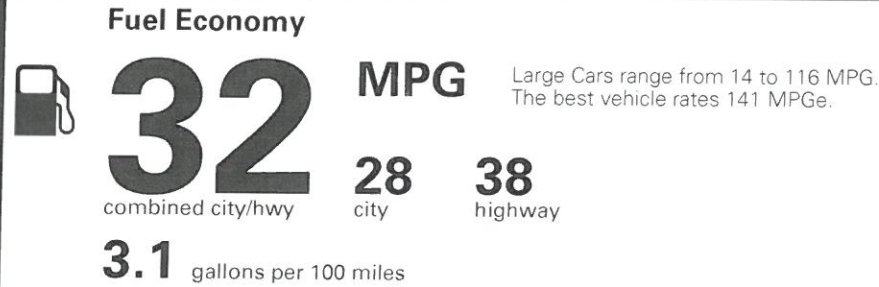 Fuel Economy
32 MPG
Large Cars range from 14 to 116 MPG.
The best vehicle rates 141 MPGe.
combined city/hwy
28
city
38
highway
3.1 gallons per 100 miles